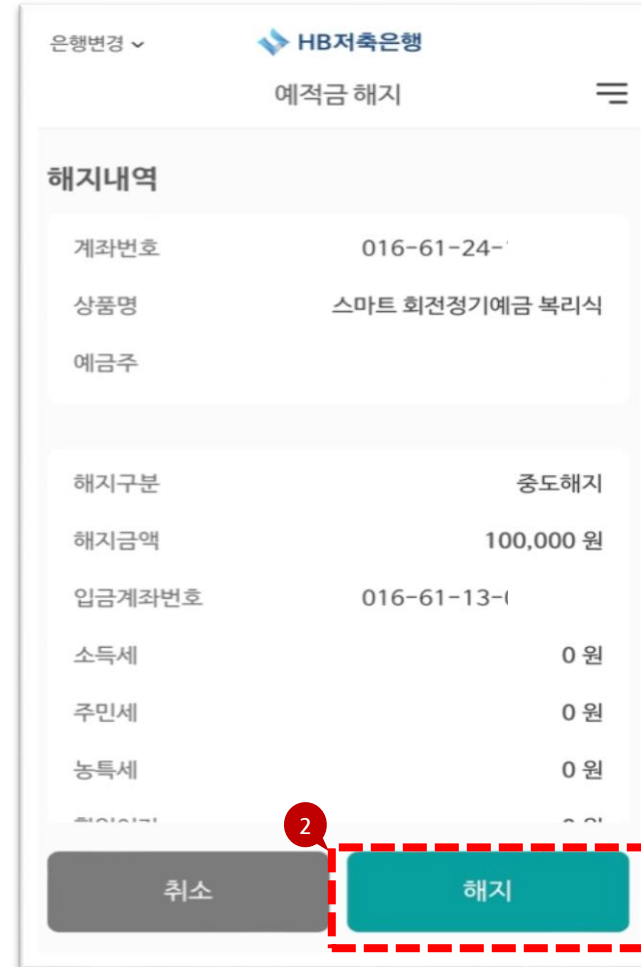 은행변경
HB저축은행
예적금 해지
해지내역
계좌번호 016-61-24-
상품명 스마트 회전정기예금 복리식
예금주
해지구분 중도해지
해지금액 100,000 원
입금계좌번호 016-61-13-
소득세 0 원
주민세 0 원
농특세 0 원
2
취소 해지